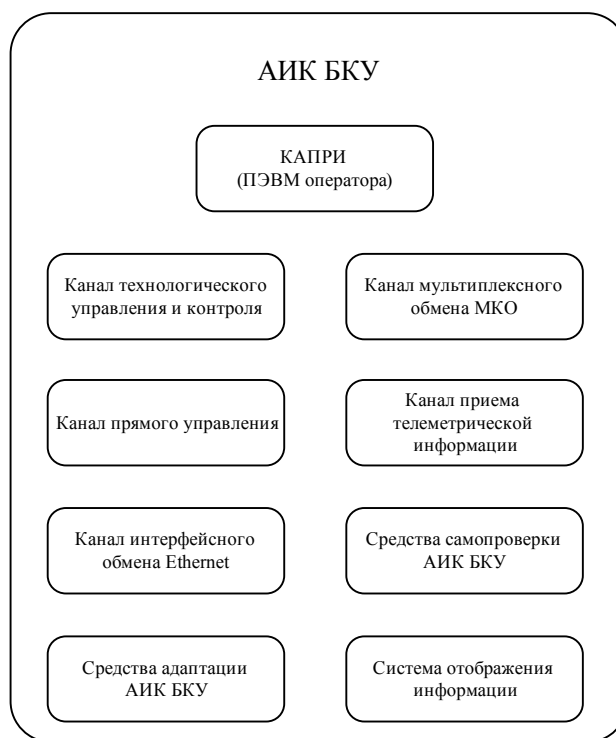 АИК БКУ
КАПРИ
(ПЭВМ оператора)
Канал технологического
управления и контроля
Канал мультиплексного
обмена МКО
Канал прямого управления
Канал приема
телеметрической
информации
Канал интерфейсного
обмена Ethernet
Средства самопроверки
АИК БКУ
Средства адаптации
АИК БКУ
Система отображения
информации